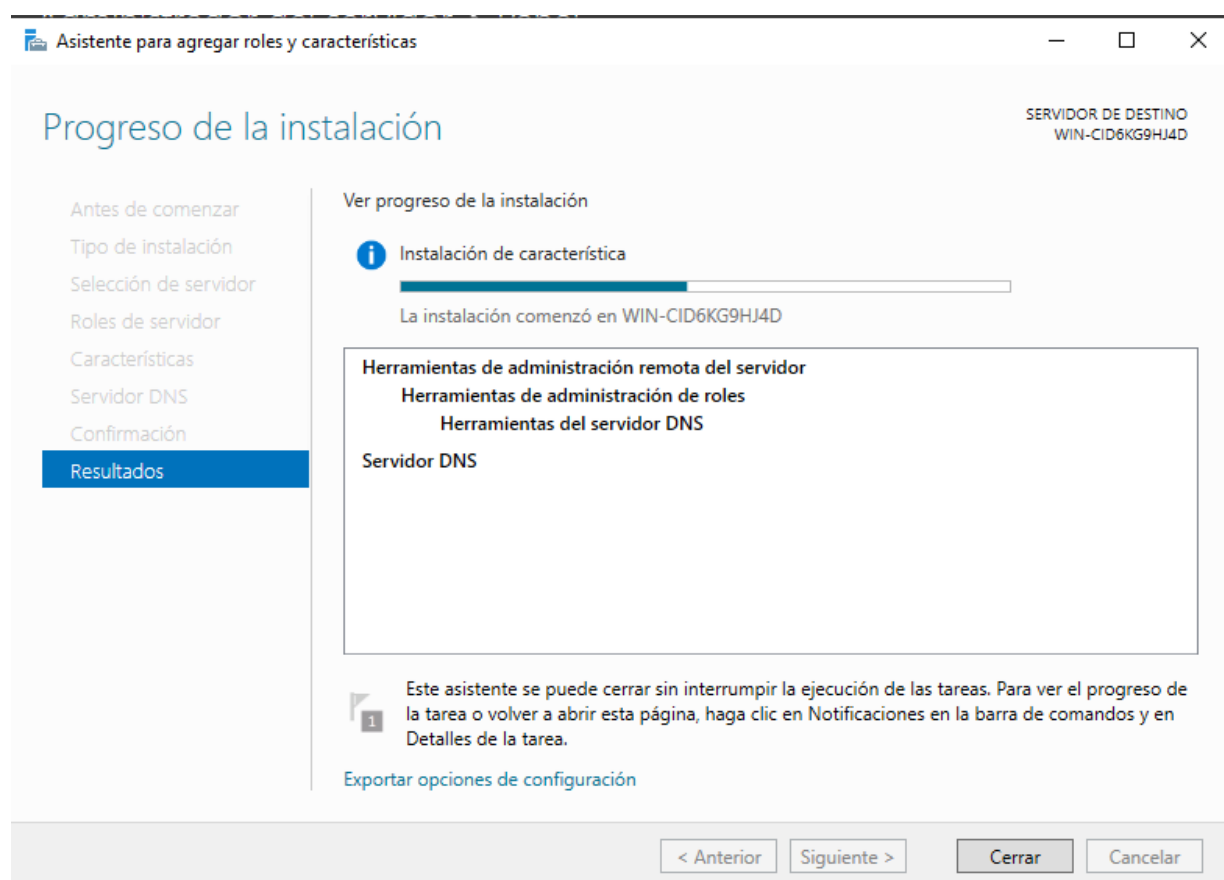 Asistente para agregar roles y características
Progreso de la instalación
SERVIDOR DE DESTINO
WIN-CID6KG9HJ4D
Antes de comenzar
Tipo de instalación
Selección de servidor
Roles de servidor
Características
Servidor DNS
Confirmación
Resultados
Ver progreso de la instalación
Instalación de característica
La instalación comenzó en WIN-CID6KG9HJ4D
Herramientas de administración remota del servidor
Herramientas de administración de roles
Herramientas del servidor DNS
Servidor DNS
1
Este asistente se puede cerrar sin interrumpir la ejecución de las tareas. Para ver el progreso de
la tarea o volver a abrir esta página, haga clic en Notificaciones en la barra de comandos y en
Detalles de la tarea.
Exportar opciones de configuración
< Anterior
Siguiente >
Cerrar
Cancelar